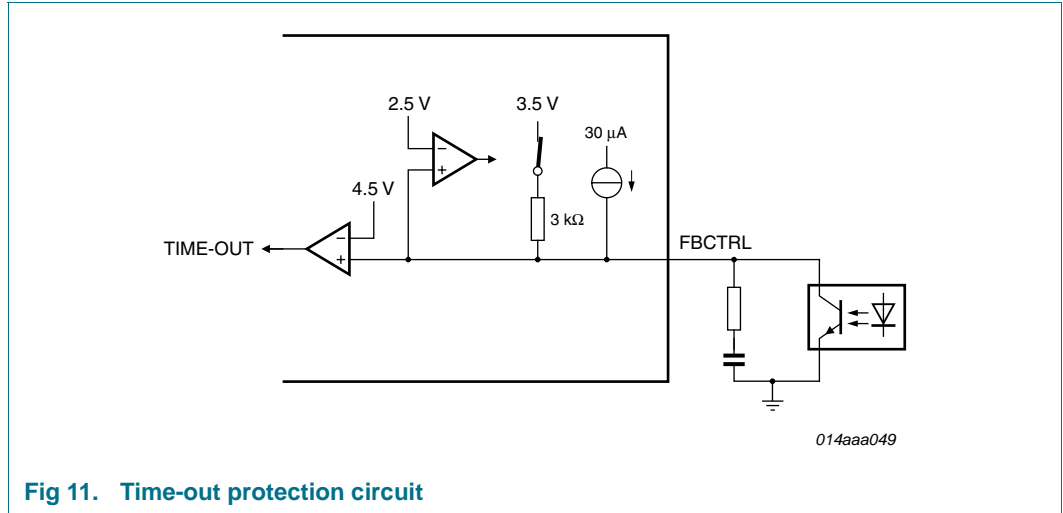 2.5 V
3.5 V
30 μA
4.5 V
3 kΩ
TIME-OUT
FBCTRL
014aaa049
Fig 11. Time-out protection circuit